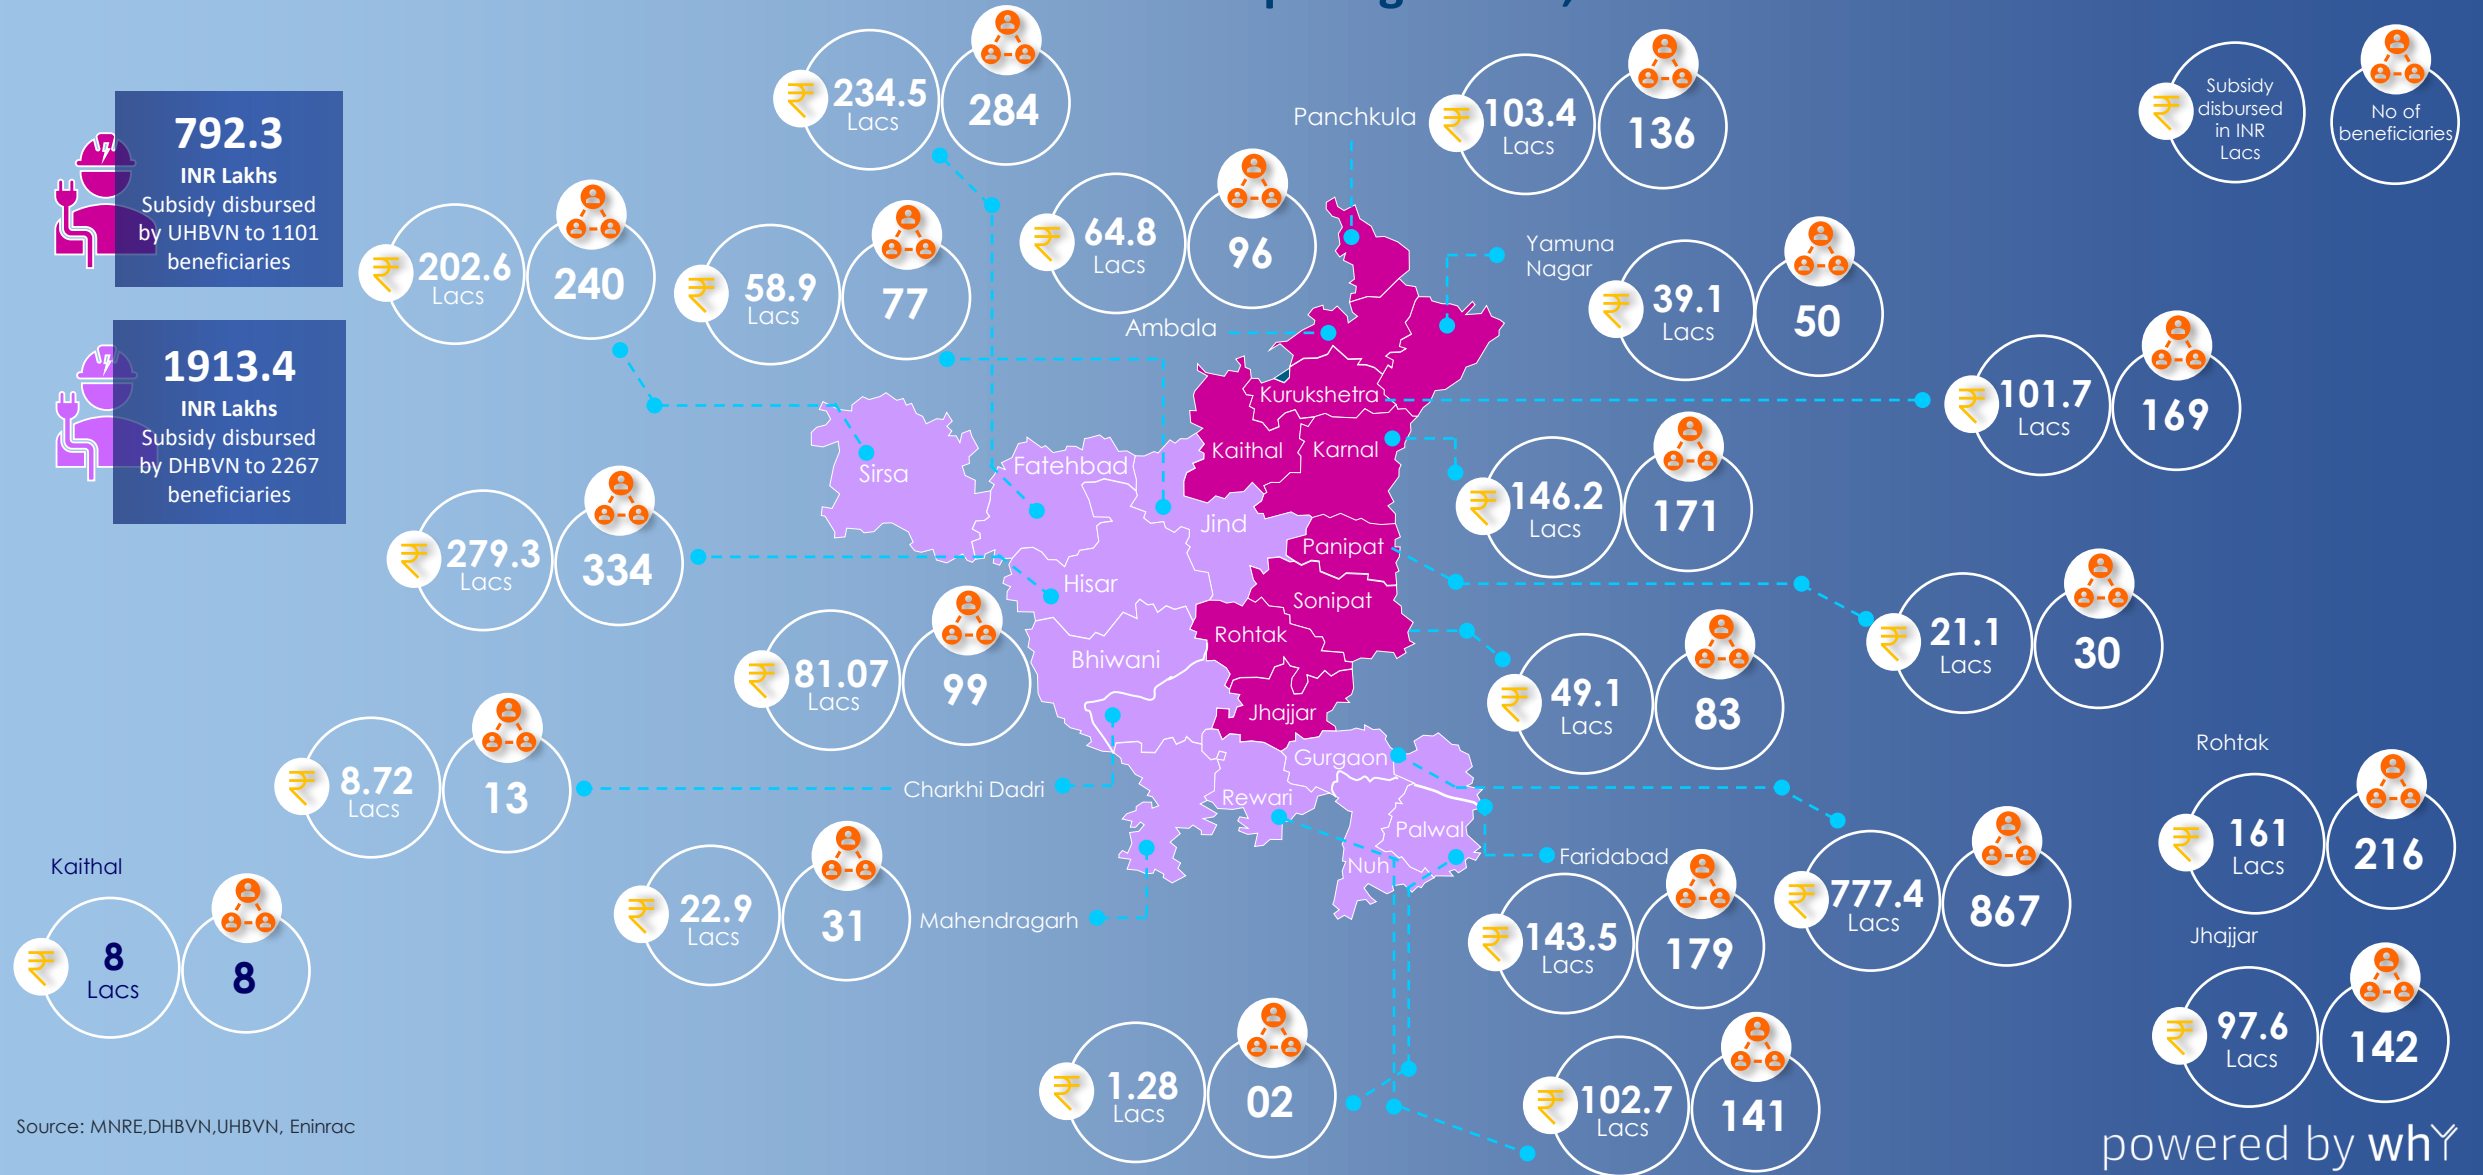 792.3
INR Lakhs
Subsidy disbursed
by UHBVN to 1101
beneficiaries
1913.4
INR Lakhs
Subsidy disbursed
by DHBVN to 2267
beneficiaries
234.5
Lacs
284
Panchkula
103.4
Lacs
136
Subsidy
disbursed
in INR
Lacs
No of
beneficiaries
202.6
Lacs
240
58.9
Lacs
77
64.8
Lacs
96
Ambala
Yamuna
Nagar
39.1
Lacs
50
101.7
Lacs
169
Kurukshetra
Kaithal
Karnal
Sirsa
Fatehbad
Jind
Panipat
Hisar
Sonipat
Rohtak
Bhiwani
Jhajjar
Gurgaon
Rewari
Palwal
Nuh
146.2
Lacs
171
279.3
Lacs
334
21.1
Lacs
30
81.07
Lacs
99
49.1
Lacs
83
8.72
Lacs
13
Charkhi Dadri
Rohtak
161
Lacs
216
Kaithal
8
Lacs
8
22.9
Lacs
31
Mahendragarh
Faridabad
143.5
Lacs
179
777.4
Lacs
867
Jhajjar
97.6
Lacs
142
1.28
Lacs
02
102.7
Lacs
141
Source: MNRE,DHBVN,UHBVN, Eninrac
powered by whY